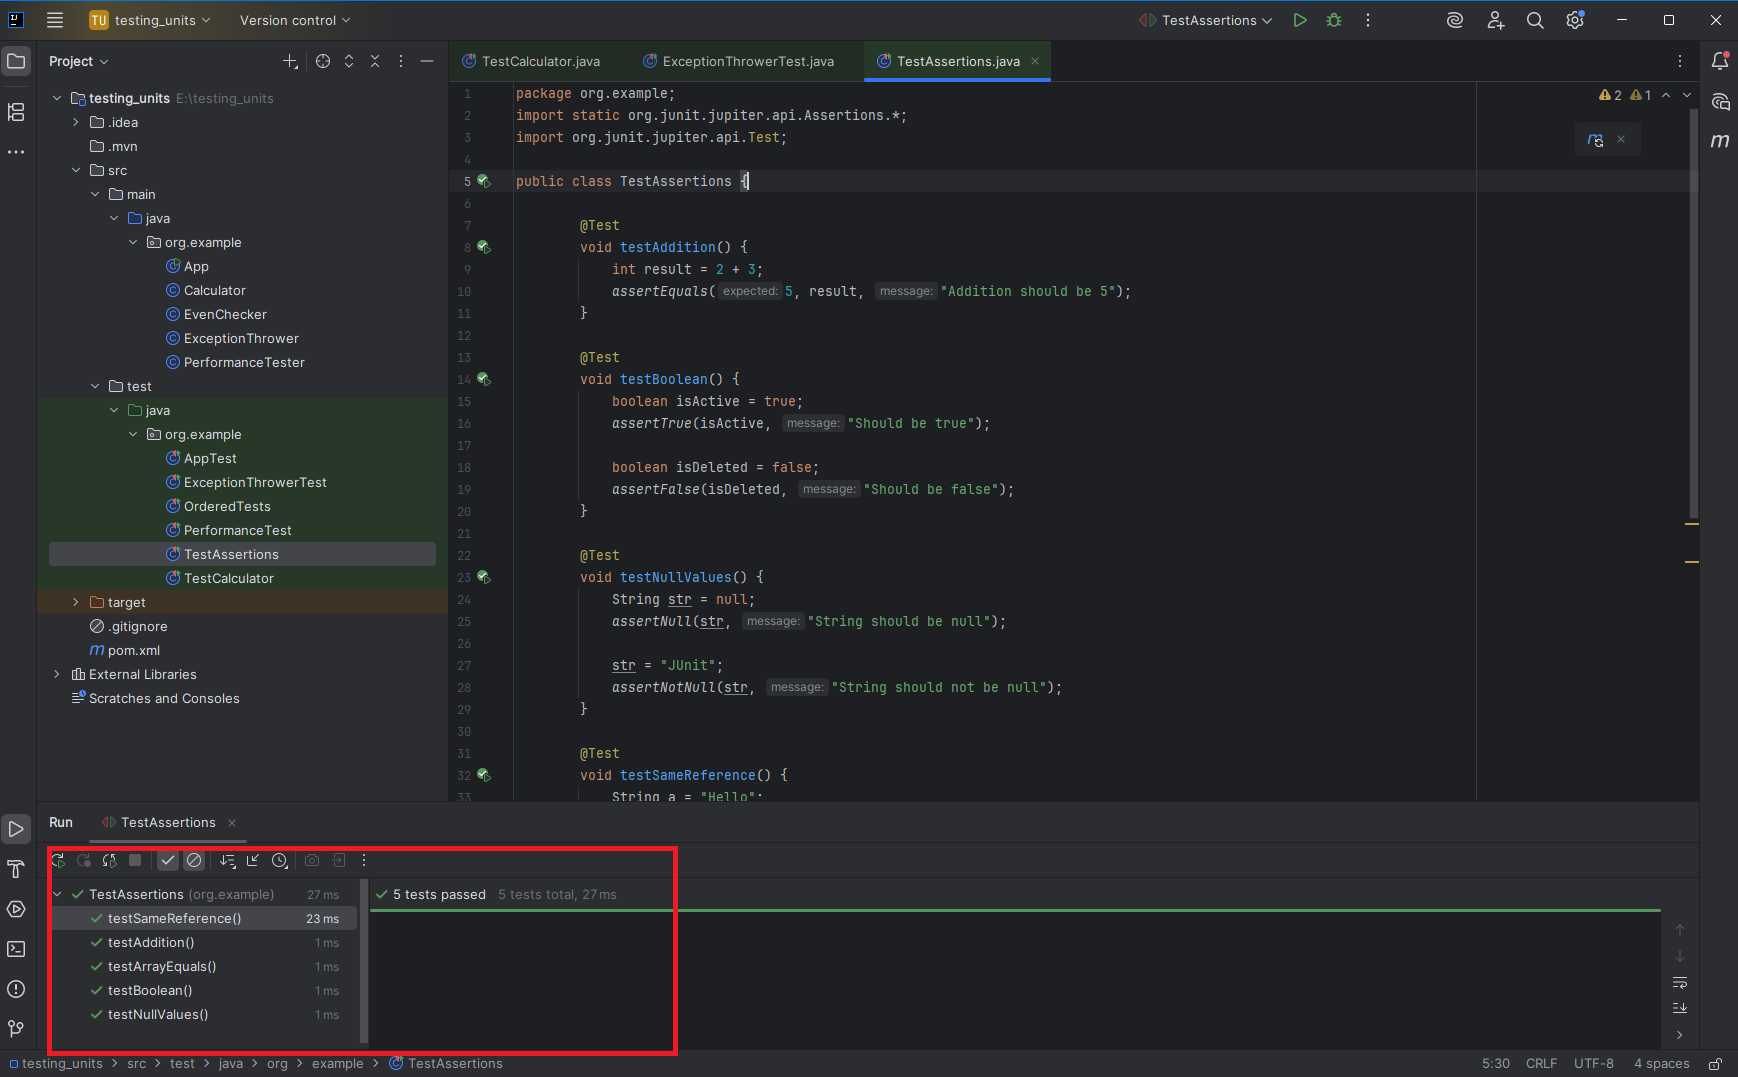 TU testing_units Version control TestAssertions
Project
testing_units E:\testing_units
.idea
.mvn
src
main
java
org.example
App
Calculator
EvenChecker
ExceptionThrower
PerformanceTester
test
java
org.example
AppTest
ExceptionThrowerTest
OrderedTests
PerformanceTest
TestAssertions
TestCalculator
target
.gitignore
pom.xml
External Libraries
Scratches and Consoles
TestCalculator.java ExceptionThrowerTest.java TestAssertions.java
2 1
1 package org.example;
2 import static org.junit.jupiter.api.Assertions.*;
3 import org.junit.jupiter.api.Test;
4
5 public class TestAssertions {
6
7 @Test
8 void testAddition() {
9 int result = 2 + 3;
10 assertEquals( expected: 5, result, message: "Addition should be 5");
11 }
12
13 @Test
14 void testBoolean() {
15 boolean isActive = true;
16 assertTrue(isActive, message: "Should be true");
17
18 boolean isDeleted = false;
19 assertFalse(isDeleted, message: "Should be false");
20 }
21
22 @Test
23 void testNullValues() {
24 String str = null;
25 assertNull(str, message: "String should be null");
26
27 str = "JUnit";
28 assertNotNull(str, message: "String should not be null");
29 }
30
31 @Test
32 void testSameReference() {
33 String a = "Hello";
Run TestAssertions
TestAssertions (org.example) 27 ms
testSameReference() 23 ms
testAddition() 1 ms
testArrayEquals() 1 ms
testBoolean() 1 ms
testNullValues() 1 ms
5 tests passed 5 tests total, 27 ms
testing_units > src > test > java > org > example > TestAssertions
5:30 CRLF UTF-8 4 spaces